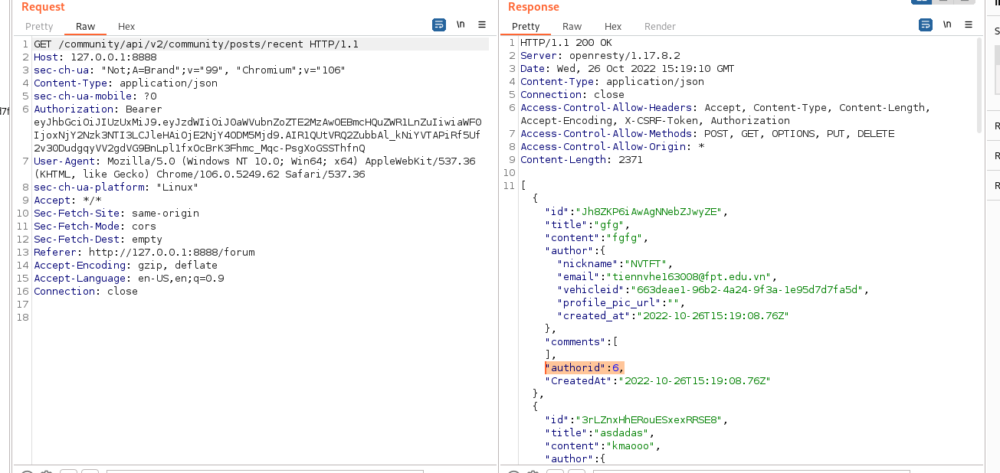 Request
Pretty Raw Hex
\n
1 GET /community/api/v2/community/posts/recent HTTP/1.1
2 Host: 127.0.0.1:8888
3 sec-ch-ua: "Not;A=Brand";v="99", "Chromium";v="106"
4 Content-Type: application/json
5 sec-ch-ua-mobile: ?0
6 Authorization: Bearer
7 User-Agent: Mozilla/5.0 (Windows NT 10.0; Win64; x64) AppleWebKit/537.36
(KHTML, like Gecko) Chrome/106.0.5249.62 Safari/537.36
8 sec-ch-ua-platform: "Linux"
9 Accept: */*
10 Sec-Fetch-Site: same-origin
11 Sec-Fetch-Mode: cors
12 Sec-Fetch-Dest: empty
13 Referer: http://127.0.0.1:8888/forum
14 Accept-Encoding: gzip, deflate
15 Accept-Language: en-US,en;q=0.9
16 Connection: close
17
18
Response
Pretty Raw Hex Render
\n
1 HTTP/1.1 200 OK
2 Server: openresty/1.17.8.2
3 Date: Wed, 26 Oct 2022 15:19:10 GMT
4 Content-Type: application/json
5 Connection: close
6 Access-Control-Allow-Headers: Accept, Content-Type, Content-Length,
Accept-Encoding, X-CSRF-Token, Authorization
7 Access-Control-Allow-Methods: POST, GET, OPTIONS, PUT, DELETE
8 Access-Control-Allow-Origin: *
9 Content-Length: 2371
10
11 [
{
"id":"Jh8ZKP6iAwAgNNebZJwyZE",
"title":"gfg",
"content":"fgfg",
"author":{
"nickname":"NVTFT",
"email":"tiennvhe163008@fpt.edu.vn",
"vehicleid":"663deae1-96b2-4a24-9f3a-1e95d7d7fa5d",
"profile_pic_url":"",
"created_at":"2022-10-26T15:19:08.76Z"
},
"comments":[
],
"authorid":6,
"CreatedAt":"2022-10-26T15:19:08.76Z"
},
{
"id":"3rLZnxHhERouESxexRRSE8",
"title":"asdadas",
"content":"kmaooo",
"author":{